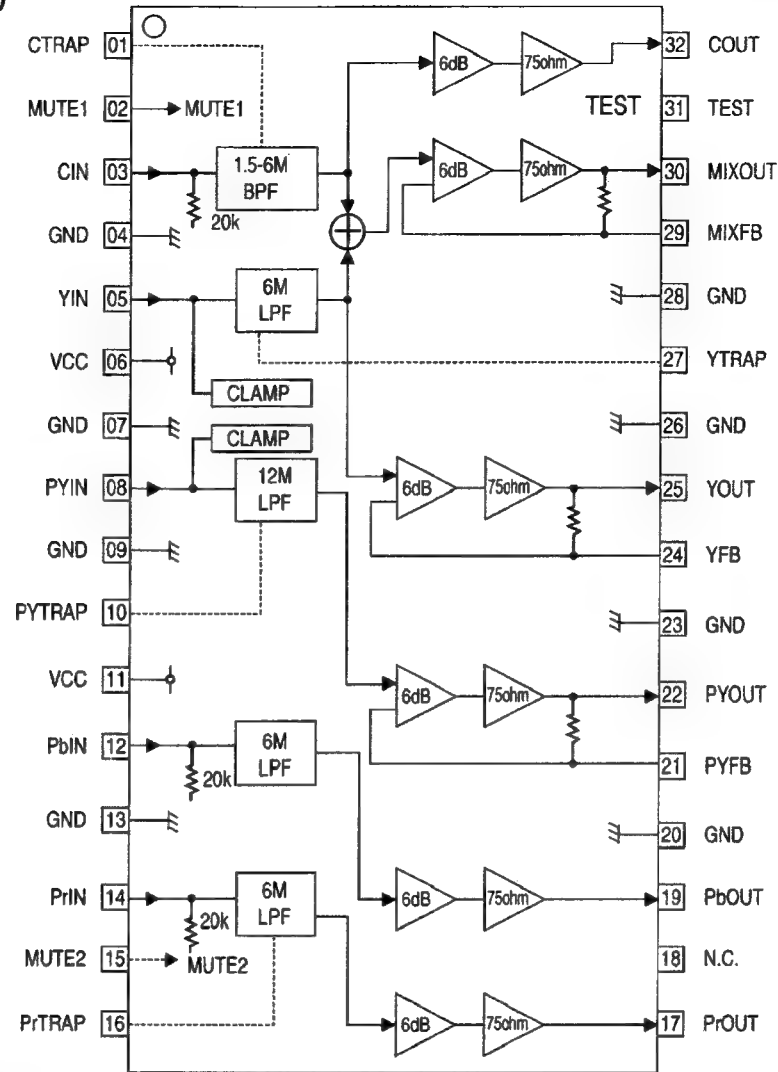 CTRAP 01
MUTE1 02 MUTE1
CIN 03
GND 04
YIN 05
VCC 06
GND 07
PYIN 08
GND 09
PYTRAP 10
VCC 11
PbIN 12
GND 13
PrIN 14
MUTE2 15 MUTE2
PrTRAP 16
1.5-6M
BPF
20k
6M
LPF
CLAMP
CLAMP
12M
LPF
6M
LPF
20k
6M
LPF
20k
6dB 75ohm
TEST
6dB 75ohm
6dB 75ohm
6dB 75ohm
6dB 75ohm
6dB 75ohm
32 COUT
31 TEST
30 MIXOUT
29 MIXFB
28 GND
27 YTRAP
26 GND
25 YOUT
24 YFB
23 GND
22 PYOUT
21 PYFB
20 GND
19 PbOUT
18 N.C.
17 PrOUT